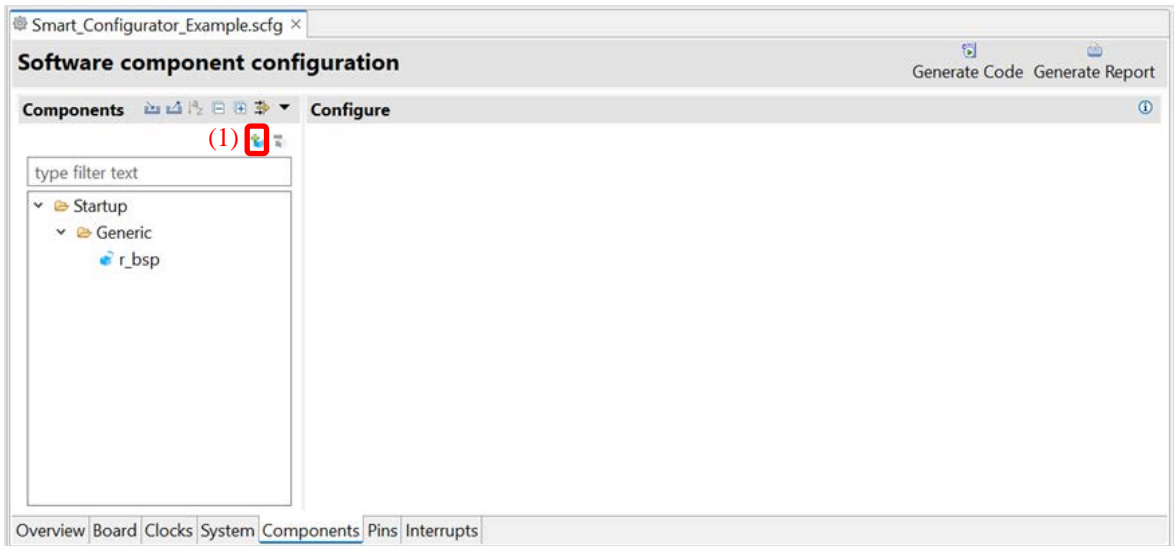 Smart_Configurator_Example.scfg
Software component configuration
Generate Code Generate Report
Components Configure
(1)
type filter text
Startup
Generic
r_bsp
Overview Board Clocks System Components Pins Interrupts